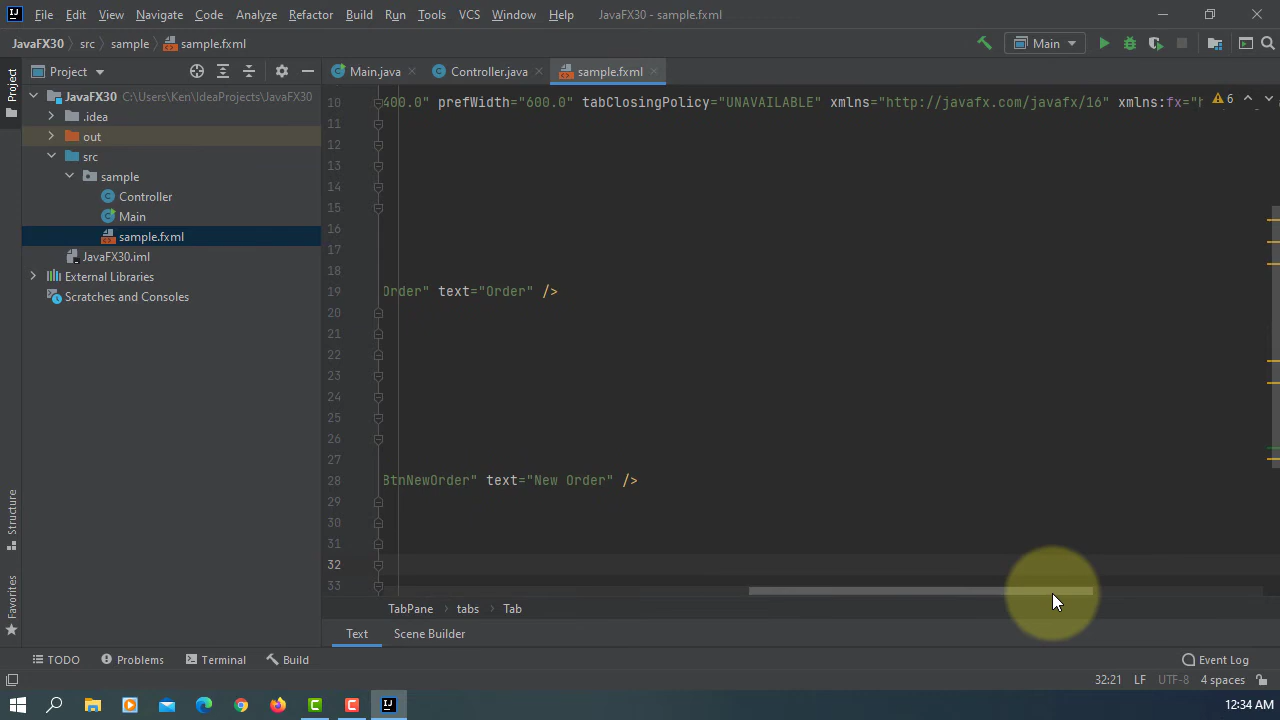 File Edit View Navigate Code Analyze Refactor Build Run Tools VCS Window Help JavaFX30 - sample.fxml
JavaFX30 src sample sample.fxml Main
Project Main.java Controller.java sample.fxml
Project
JavaFX30 C:\Users\Ken\IdeaProjects\JavaFX30
.idea
out
src
sample
Controller
Main
sample.fxml
JavaFX30.iml
External Libraries
Scratches and Consoles
Structure
Favorites
10 400.0" prefWidth="600.0" tabClosingPolicy="UNAVAILABLE" xmlns="http://javafx.com/javafx/16" xmlns:fx="h 6
11
12
13
14
15
16
17
18
19 Order" text="Order" />
20
21
22
23
24
25
26
27
28 BtnNewOrder" text="New Order" />
29
30
31
32
33
TabPane tabs Tab
Text Scene Builder
TODO Problems Terminal Build Event Log
32:21 LF UTF-8 4 spaces
12:34 AM